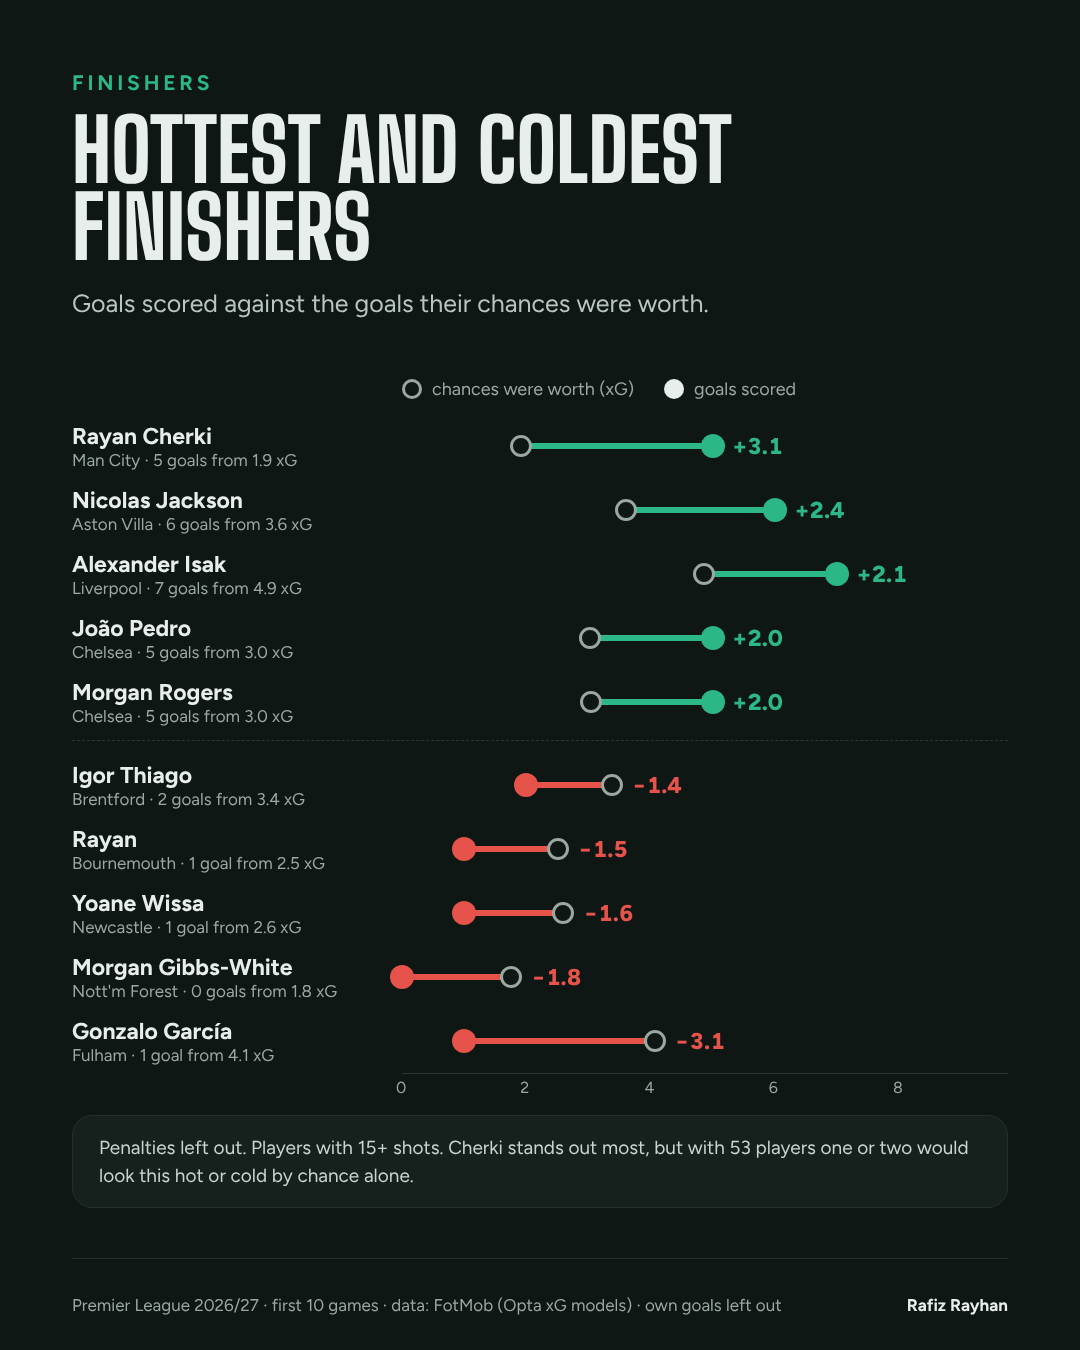 FINISHERS
HOTTEST AND COLDEST
FINISHERS
Goals scored against the goals their chances were worth.
chances were worth (xG) goals scored
Rayan Cherki
Man City · 5 goals from 1.9 xG
+3.1
Nicolas Jackson
Aston Villa · 6 goals from 3.6 xG
+2.4
Alexander Isak
Liverpool · 7 goals from 4.9 xG
+2.1
João Pedro
Chelsea · 5 goals from 3.0 xG
+2.0
Morgan Rogers
Chelsea · 5 goals from 3.0 xG
+2.0
Igor Thiago
Brentford · 2 goals from 3.4 xG
−1.4
Rayan
Bournemouth · 1 goal from 2.5 xG
−1.5
Yoane Wissa
Newcastle · 1 goal from 2.6 xG
−1.6
Morgan Gibbs-White
Nott'm Forest · 0 goals from 1.8 xG
−1.8
Gonzalo García
Fulham · 1 goal from 4.1 xG
−3.1
0 2 4 6 8
Penalties left out. Players with 15+ shots. Cherki stands out most, but with 53 players one or two would
look this hot or cold by chance alone.
Premier League 2026/27 · first 10 games · data: FotMob (Opta xG models) · own goals left out
Rafiz Rayhan